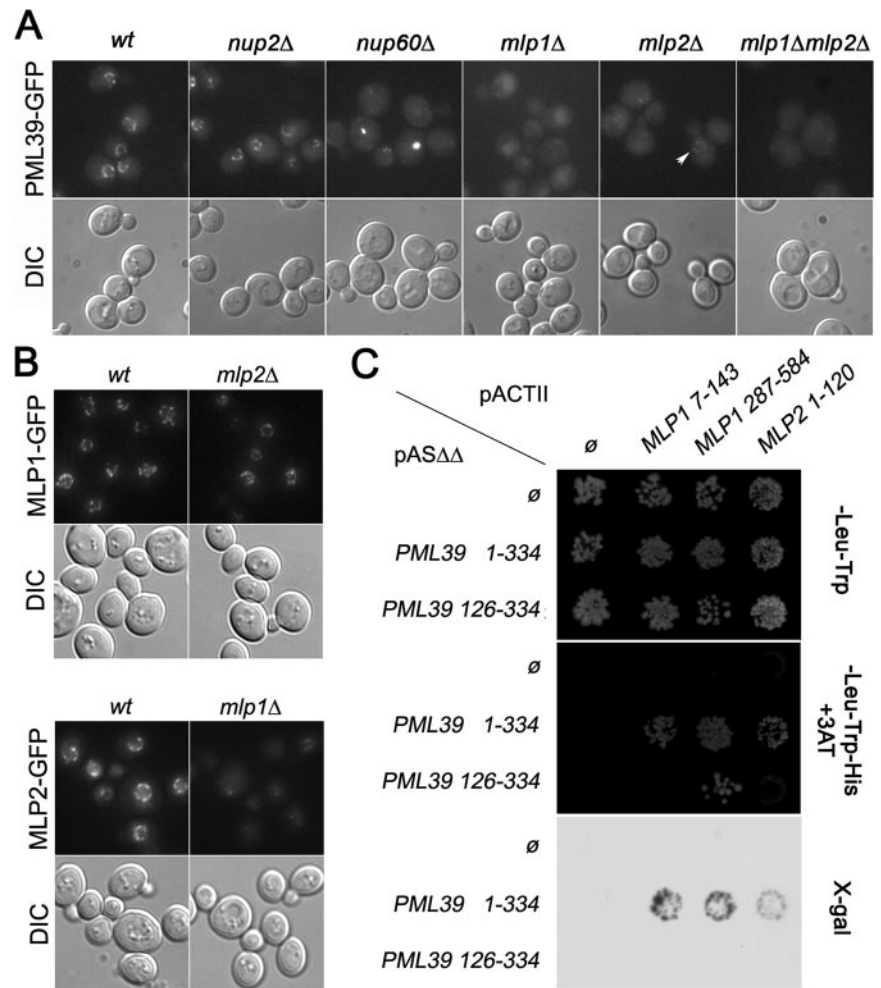 A
wt nup2Δ nup60Δ mlp1Δ mlp2Δ mlp1Δmlp2Δ
PML39-GFP
DIC
B
wt mlp2Δ
MLP1-GFP
DIC
wt mlp1Δ
MLP2-GFP
DIC
C
pACTII
pASΔΔ
ø MLP1 7-143 MLP1 287-584 MLP2 1-120
ø
PML39 1-334
PML39 126-334
-Leu-Trp
ø
PML39 1-334
PML39 126-334
-Leu-Trp-His
+3AT
ø
PML39 1-334
PML39 126-334
X-gal